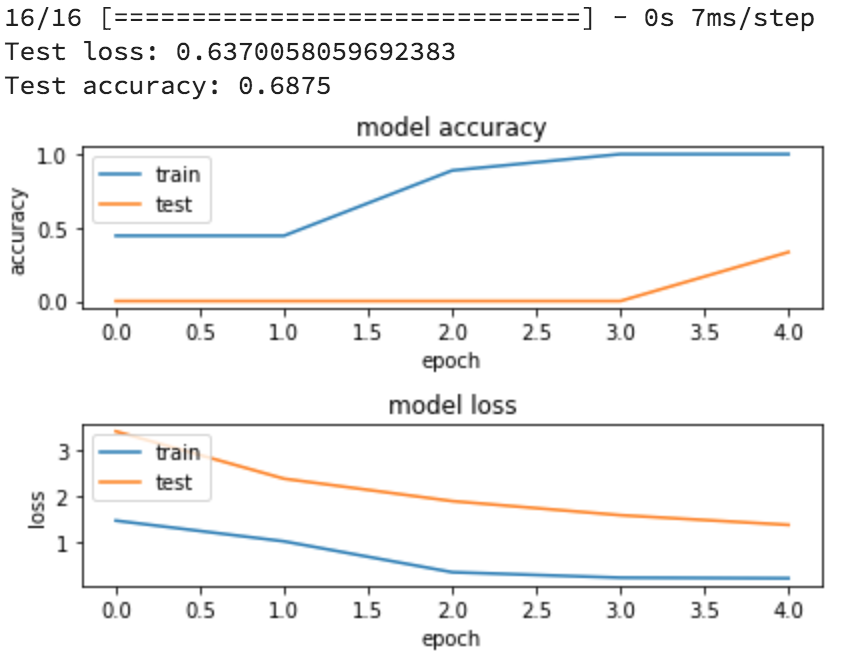 16/16 [==============================] - 0s 7ms/step
Test loss: 0.6370058059692383
Test accuracy: 0.6875
model accuracy
1.0
0.5
0.0
accuracy
train
test
0.0 0.5 1.0 1.5 2.0 2.5 3.0 3.5 4.0
epoch
model loss
3
2
1
loss
train
test
0.0 0.5 1.0 1.5 2.0 2.5 3.0 3.5 4.0
epoch